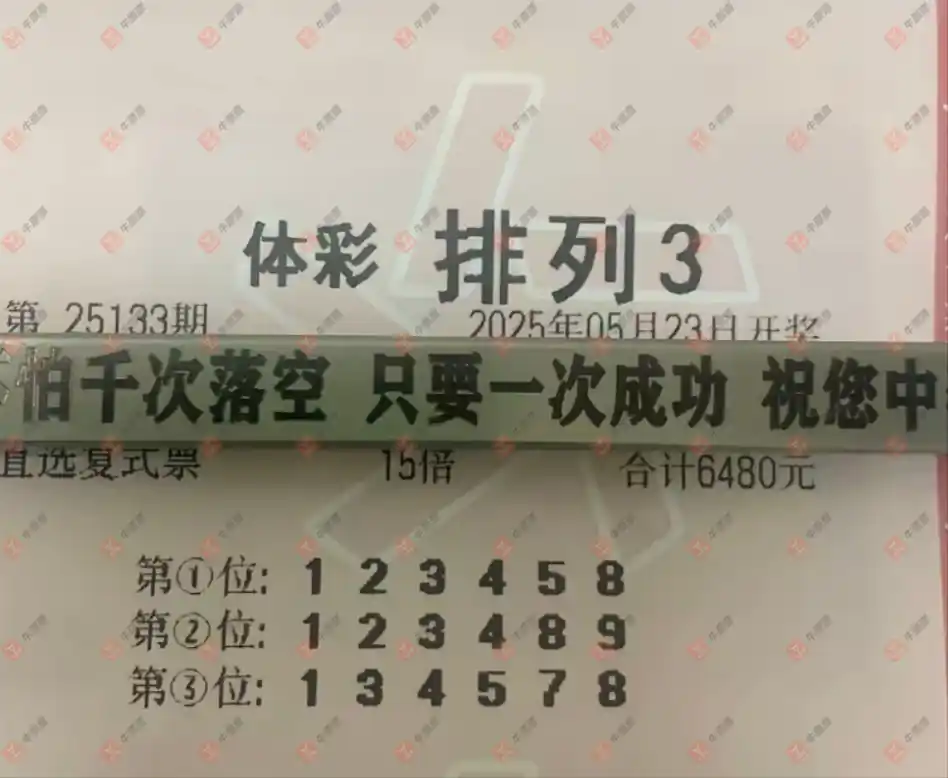 体彩 排列3
第 25133期 2025年05月23日开奖
怕千次落空 只要一次成功 祝您中
直选复式票 15倍 合计6480元
第①位: 1 2 3 4 5 8
第②位: 1 2 3 4 8 9
第③位: 1 3 4 5 7 8